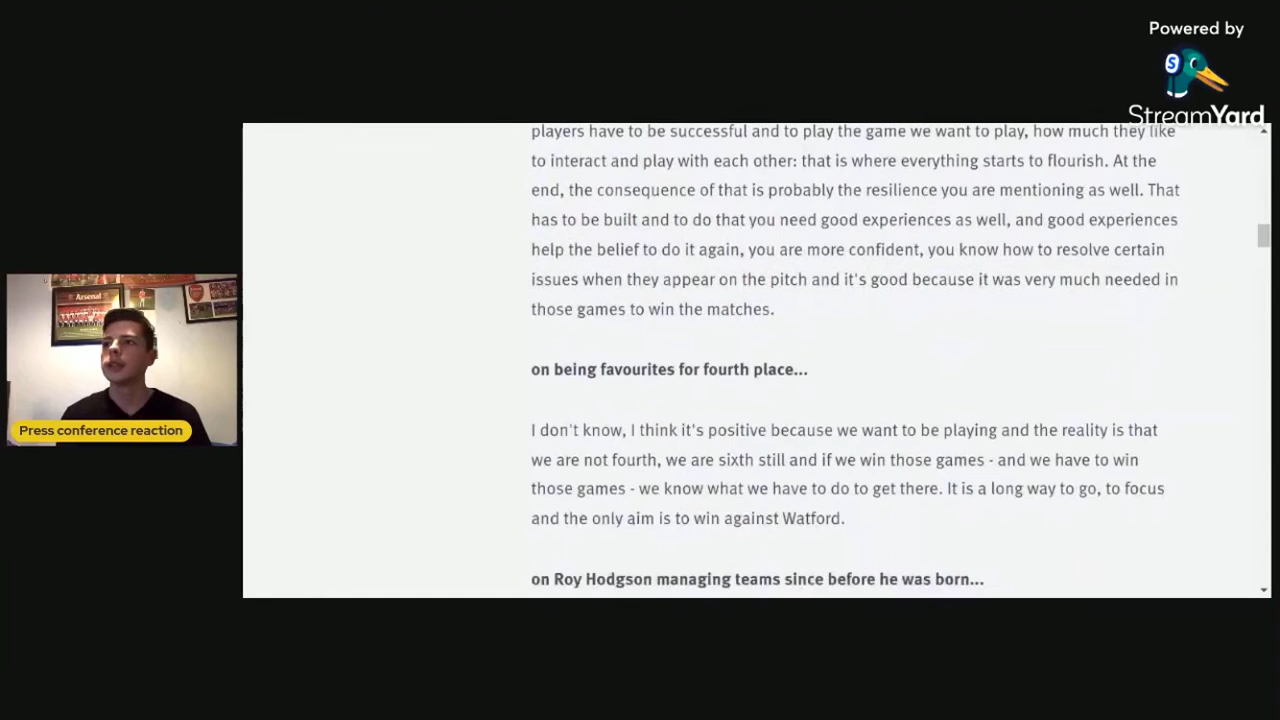 Powered by
StreamYard
players have to be successful and to play the game we want to play, how much they like
to interact and play with each other: that is where everything starts to flourish. At the
end, the consequence of that is probably the resilience you are mentioning as well. That
has to be built and to do that you need good experiences as well, and good experiences
help the belief to do it again, you are more confident, you know how to resolve certain
issues when they appear on the pitch and it's good because it was very much needed in
those games to win the matches.
on being favourites for fourth place...
I don't know, I think it's positive because we want to be playing and the reality is that
we are not fourth, we are sixth still and if we win those games - and we have to win
those games - we know what we have to do to get there. It is a long way to go, to focus
and the only aim is to win against Watford.
on Roy Hodgson managing teams since before he was born...
Arsenal
Press conference reaction